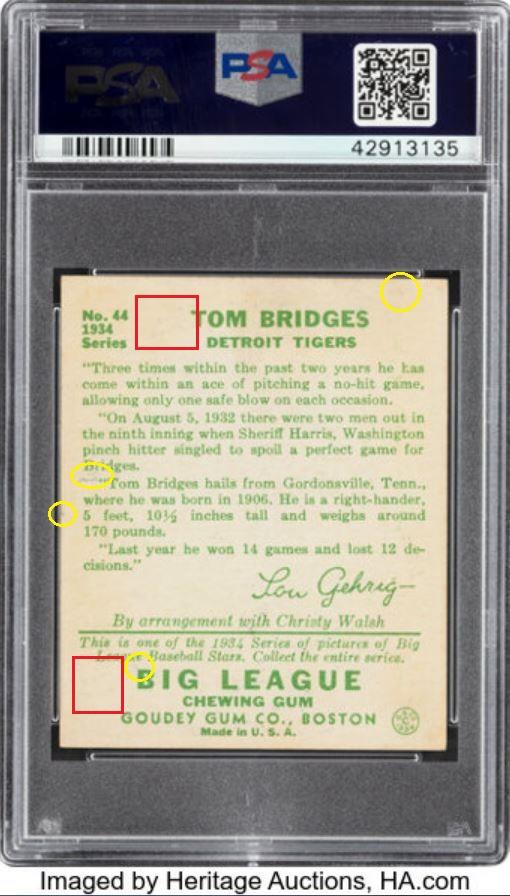 PSA
PSA
42913135
No. 44
1934
Series
TOM BRIDGES
DETROIT TIGERS
"Three times within the past two years he has
come within an ace of pitching a no-hit game,
allowing only one safe blow on each occasion.
"On August 5, 1932 there were two men out in
the ninth inning when Sheriff Harris, Washington
pinch hitter singled to spoil a perfect game for
Bridges.
Tom Bridges hails from Gordonsville, Tenn.,
where he was born in 1906. He is a right-hander,
5 feet, 10½ inches tall and weighs around
170 pounds.
"Last year he won 14 games and lost 12 de-
cisions."
Lou Gehrig
By arrangement with Christy Walsh
This is one of the 1934 Series of pictures of Big
League Baseball Stars. Collect the entire series.
BIG LEAGUE
CHEWING GUM
GOUDEY GUM CO., BOSTON
Made in U. S. A.
Imaged by Heritage Auctions, HA.com